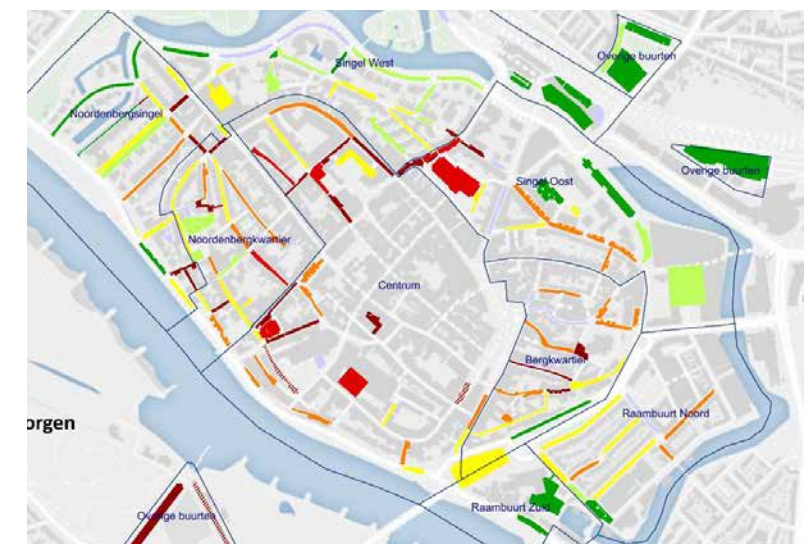 Overige buurten
Singel West
Noordenbergsingel
Overige buurten
Singel Oost
Noordenbergkwartier
Centrum
Bergkwartier
Raambuurt Noord
orgen
Raambuurt Zuid
Overige buurten